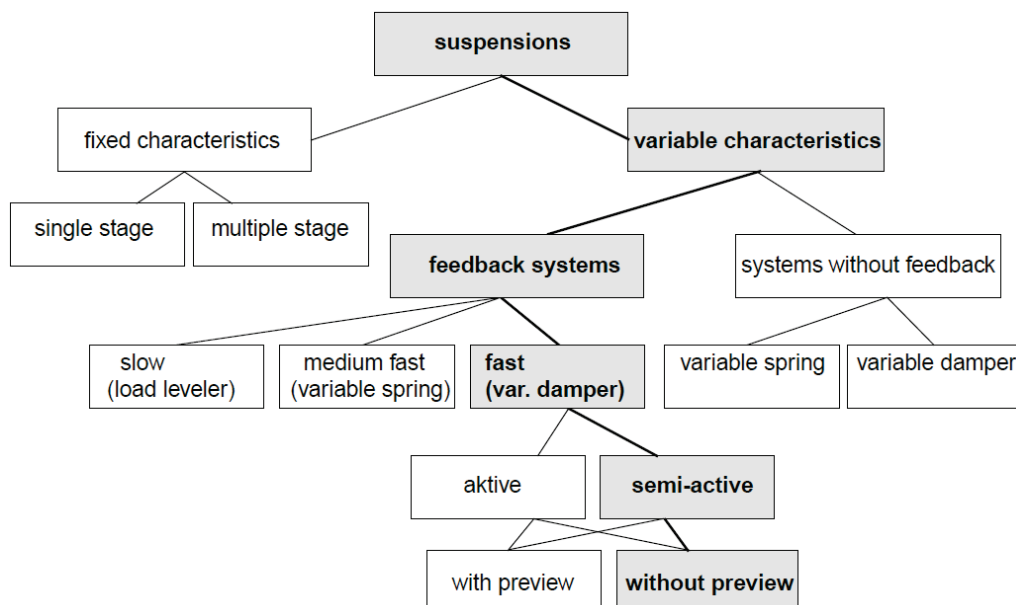 suspensions
fixed characteristics
variable characteristics
single stage
multiple stage
feedback systems
systems without feedback
slow
(load leveler)
medium fast
(variable spring)
fast
(var. damper)
variable spring
variable damper
aktive
semi-active
with preview
without preview